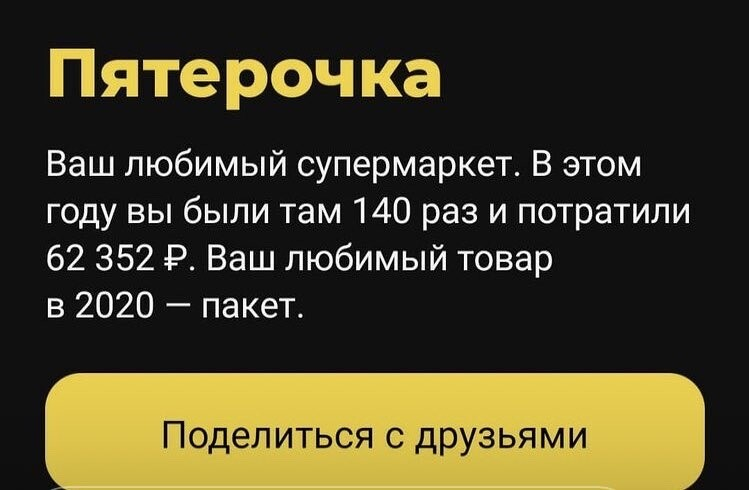 Пятерочка
Ваш любимый супермаркет. В этом
году вы были там 140 раз и потратили
62 352 ₽. Ваш любимый товар
в 2020 — пакет.
Поделиться с друзьями